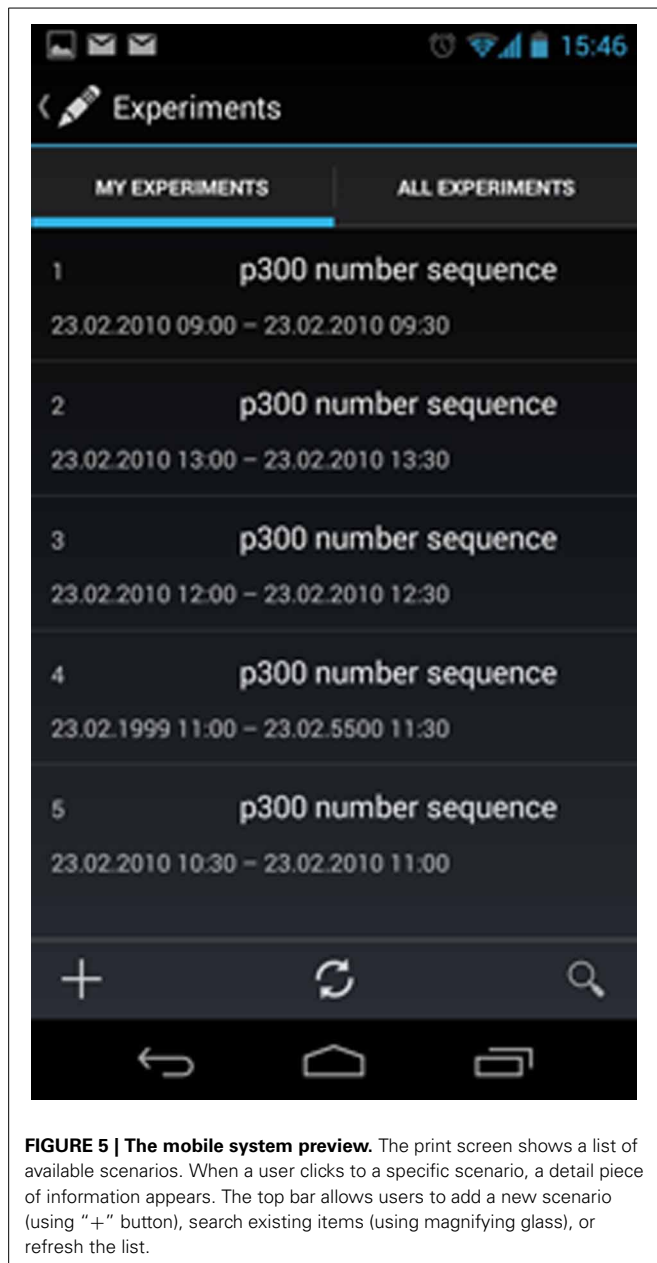 15:46
Experiments
MY EXPERIMENTS ALL EXPERIMENTS
1 p300 number sequence
23.02.2010 09:00 – 23.02.2010 09:30
2 p300 number sequence
23.02.2010 13:00 – 23.02.2010 13:30
3 p300 number sequence
23.02.2010 12:00 – 23.02.2010 12:30
4 p300 number sequence
23.02.1999 11:00 – 23.02.5500 11:30
5 p300 number sequence
23.02.2010 10:30 – 23.02.2010 11:00
FIGURE 5 | The mobile system preview. The print screen shows a list of
available scenarios. When a user clicks to a specific scenario, a detail piece
of information appears. The top bar allows users to add a new scenario
(using “+” button), search existing items (using magnifying glass), or
refresh the list.